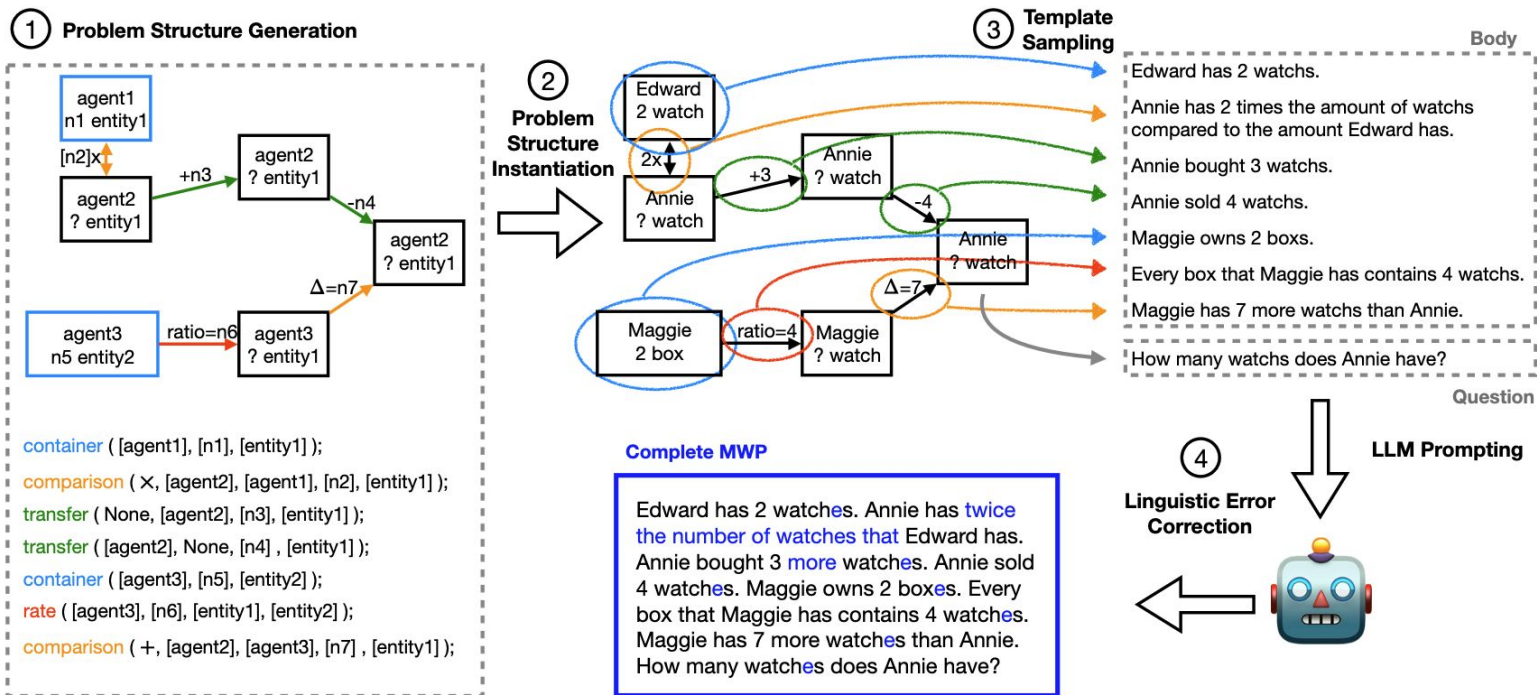 1 Problem Structure Generation
agent1
n1 entity1
[n2]x
agent2
? entity1
+n3
agent2
? entity1
-n4
agent2
? entity1
Δ=n7
agent3
n5 entity2
ratio=n6
agent3
? entity1
container ( [agent1], [n1], [entity1] );
comparison ( ×, [agent2], [agent1], [n2], [entity1] );
transfer ( None, [agent2], [n3], [entity1] );
transfer ( [agent2], None, [n4] , [entity1] );
container ( [agent3], [n5], [entity2] );
rate ( [agent3], [n6], [entity1], [entity2] );
comparison ( +, [agent2], [agent3], [n7] , [entity1] );
2
Problem
Structure
Instantiation
Edward
2 watch
2x
Annie
? watch
+3
Annie
? watch
-4
Annie
? watch
Δ=7
Maggie
2 box
ratio=4
Maggie
? watch
3 Template
Sampling
Body
Edward has 2 watchs.
Annie has 2 times the amount of watchs
compared to the amount Edward has.
Annie bought 3 watchs.
Annie sold 4 watchs.
Maggie owns 2 boxs.
Every box that Maggie has contains 4 watchs.
Maggie has 7 more watchs than Annie.
How many watchs does Annie have?
Question
LLM Prompting
4
Linguistic Error
Correction
Complete MWP
Edward has 2 watches. Annie has twice
the number of watches that Edward has.
Annie bought 3 more watches. Annie sold
4 watches. Maggie owns 2 boxes. Every
box that Maggie has contains 4 watches.
Maggie has 7 more watches than Annie.
How many watches does Annie have?